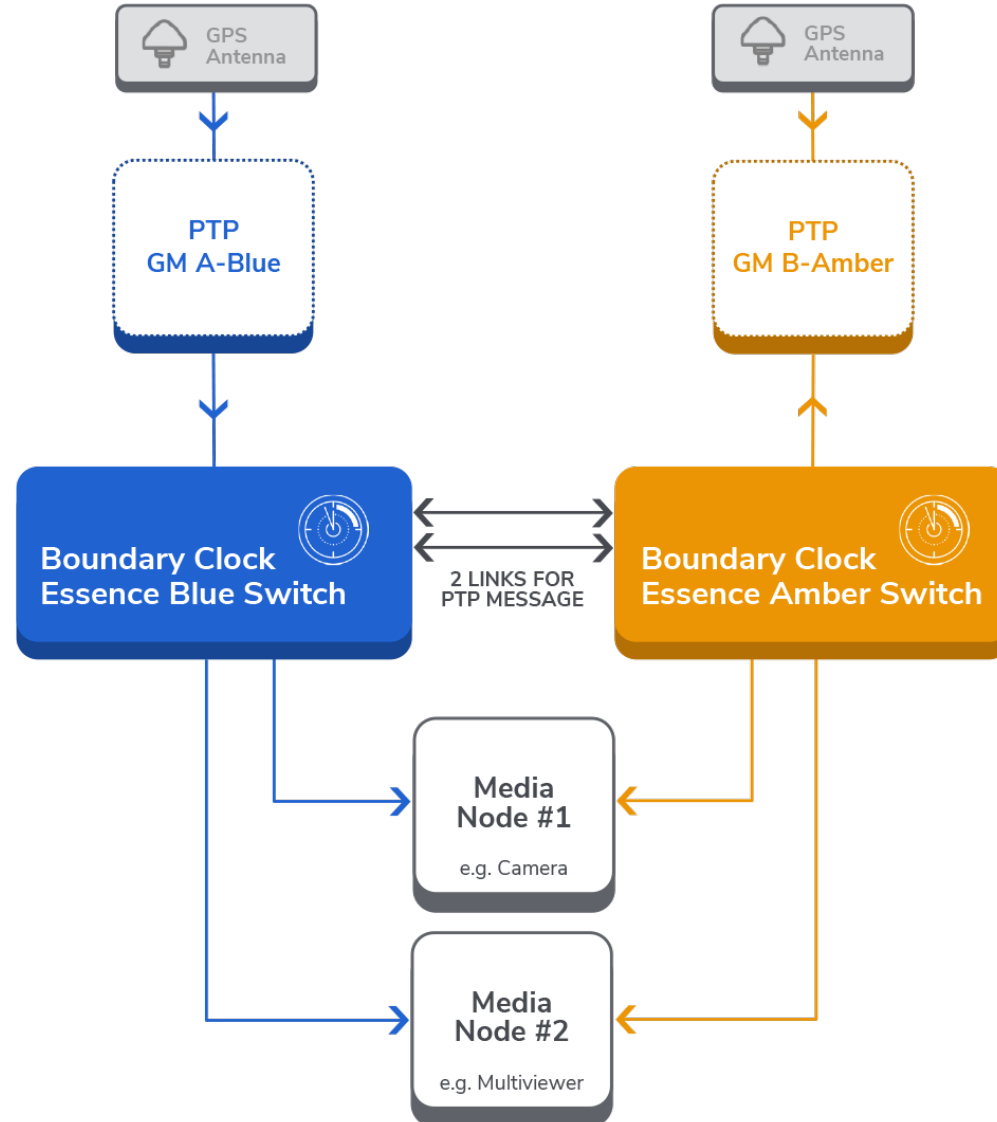 GPS
Antenna
GPS
Antenna
PTP
GM A-Blue
PTP
GM B-Amber
Boundary Clock
Essence Blue Switch
2 LINKS FOR
PTP MESSAGE
Boundary Clock
Essence Amber Switch
Media
Node #1
e.g. Camera
Media
Node #2
e.g. Multiviewer